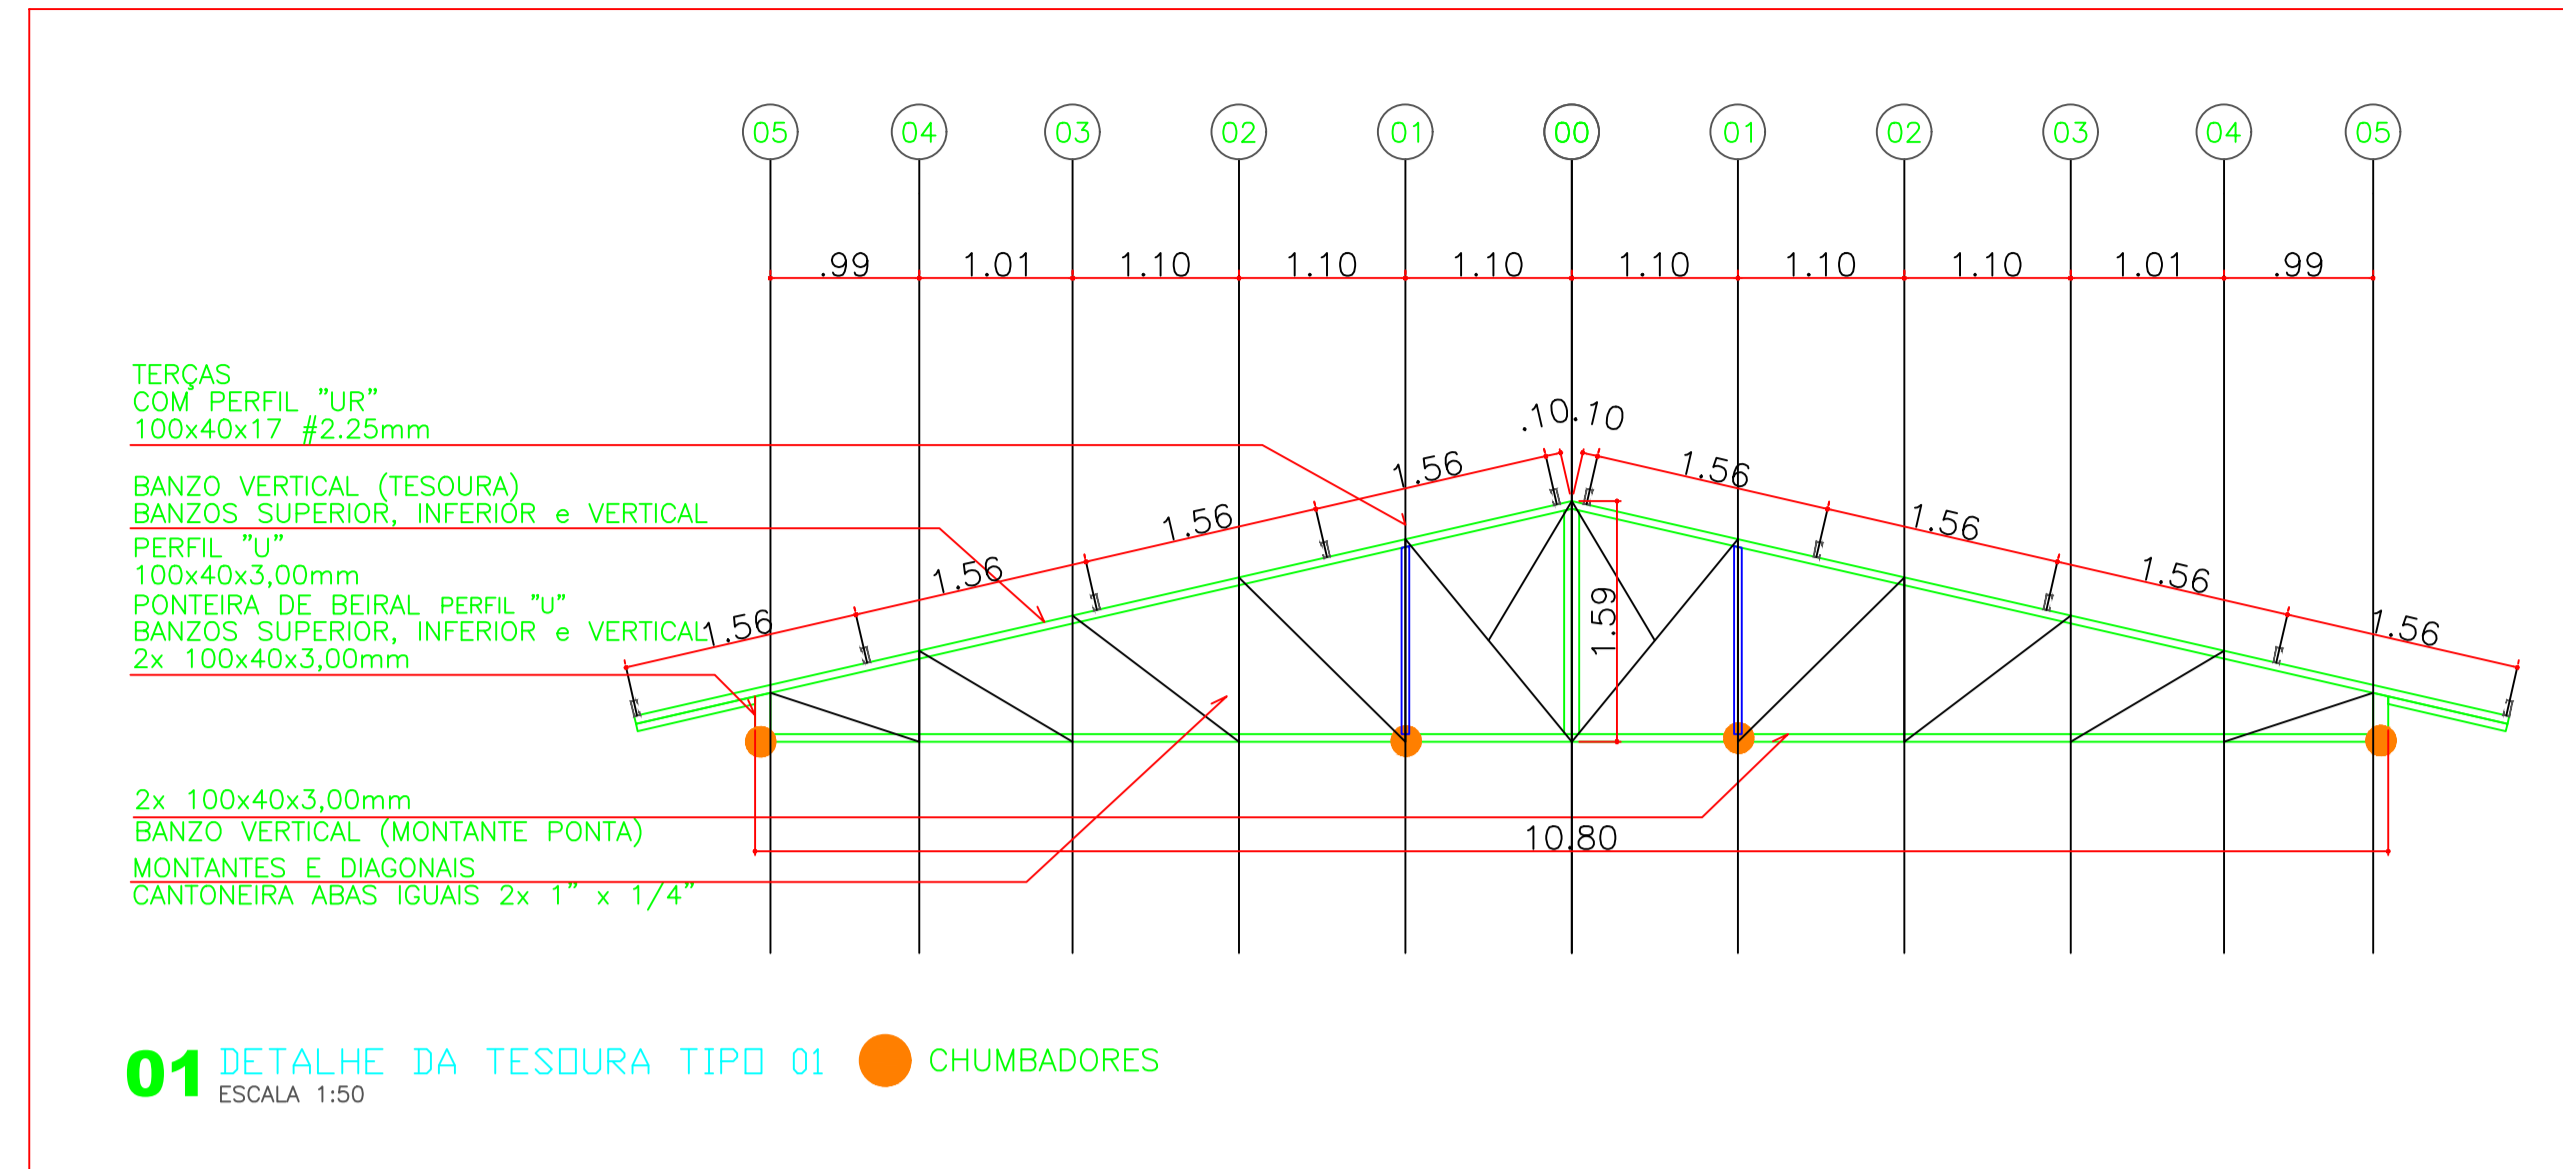 05 04 03 02 01 00 01 02 03 04 05
.99 1.01 1.10 1.10 1.10 1.10 1.10 1.10 1.01 .99
TERÇAS
COM PERFIL "UR"
100x40x17 #2.25mm
.10 .10
1.56 1.56
BANZO VERTICAL (TESOURA)
BANZOS SUPERIOR, INFERIOR e VERTICAL
1.56 1.56
PERFIL "U"
100x40x3,00mm
1.56 1.56
PONTEIRA DE BEIRAL PERFIL "U"
BANZOS SUPERIOR, INFERIOR e VERTICAL
2x 100x40x3,00mm
1.56 1.59 1.56
2x 100x40x3,00mm
BANZO VERTICAL (MONTANTE PONTA)
10.80
MONTANTES E DIAGONAIS
CANTONEIRA ABAS IGUAIS 2x 1" x 1/4"
01 DETALHE DA TESOURA TIPO 01
ESCALA 1:50
CHUMBADORES